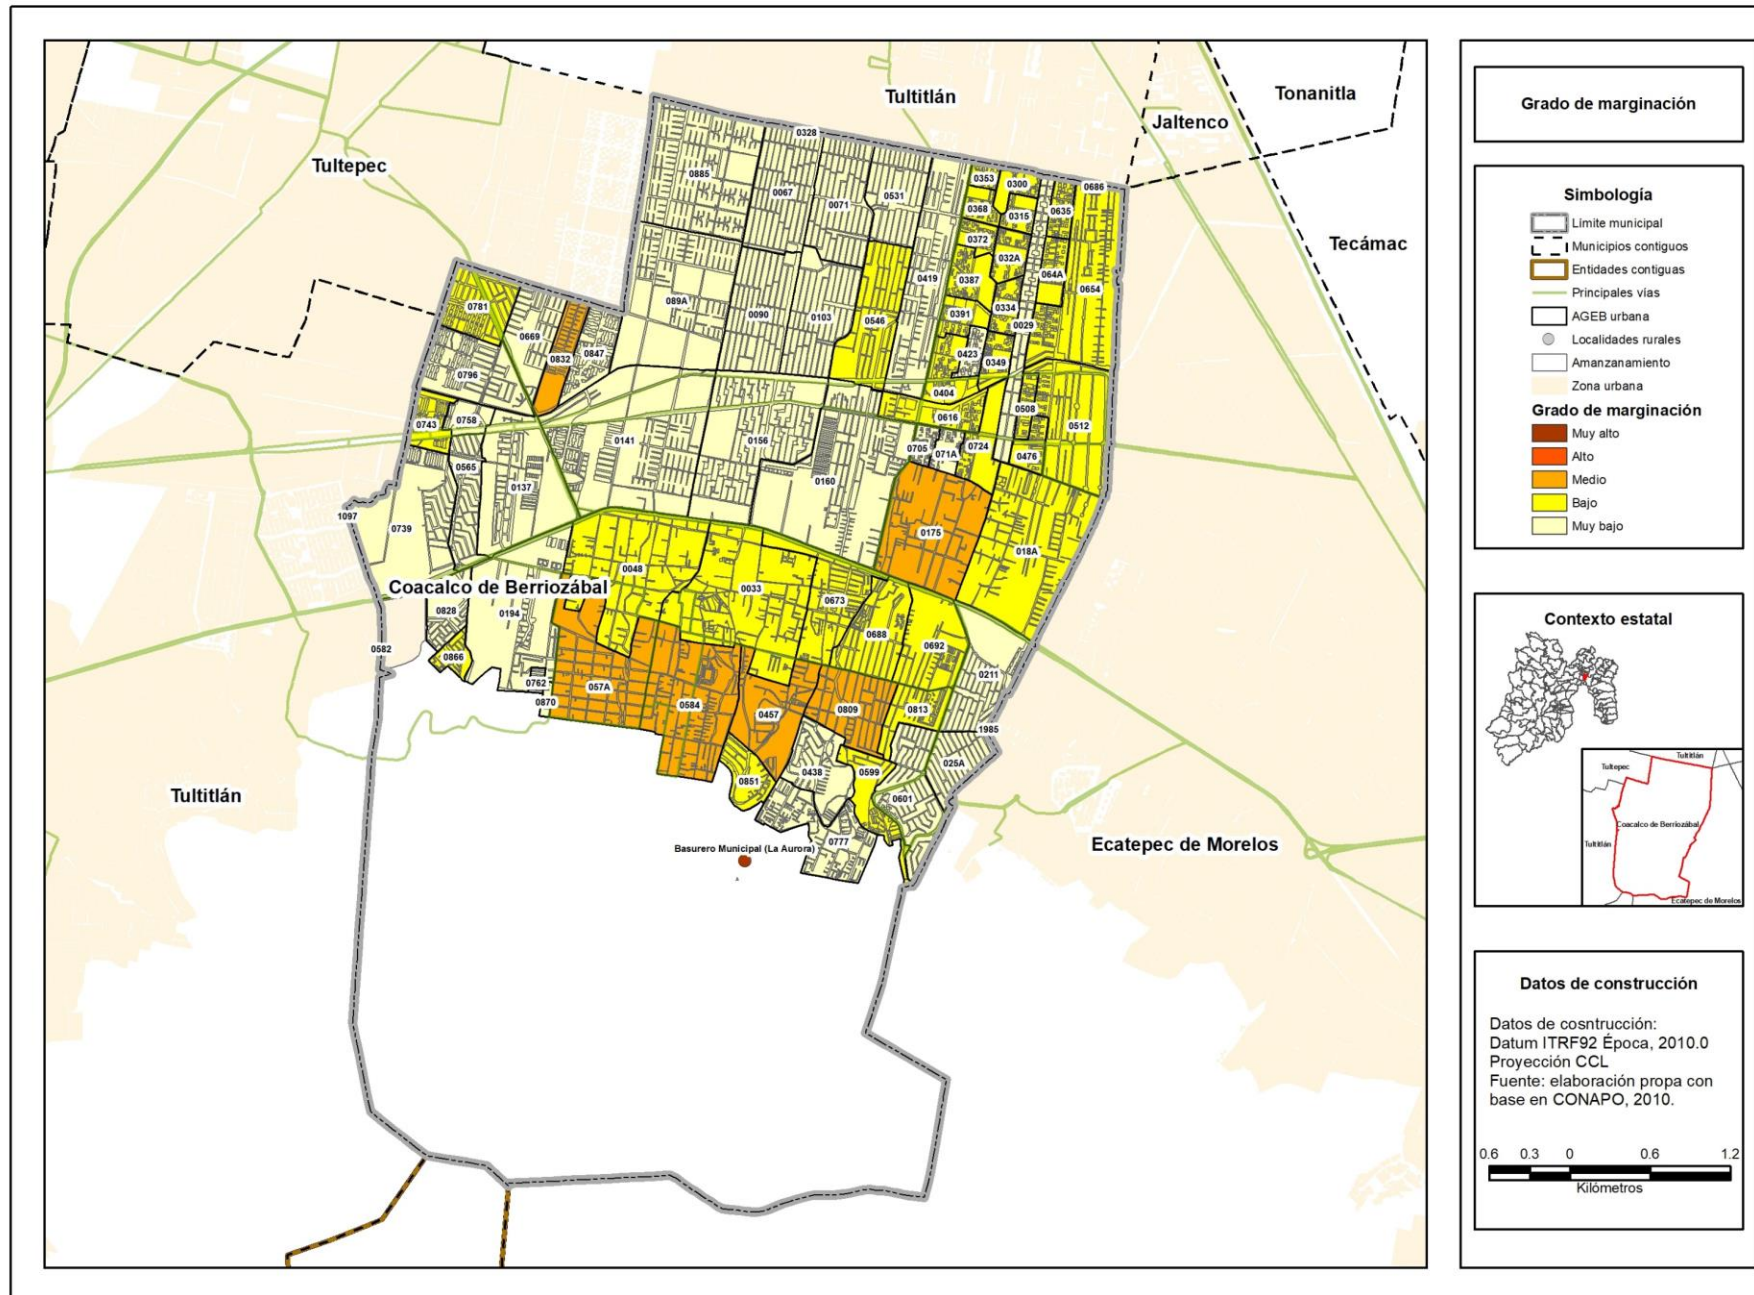 Tultitlán
Tonanitla
Jaltenco
Tultepec
Tecámac
0328
0885
0067
0071
0531
0353
0300
0686
0368
0315
0635
0372
032A
064A
0419
0387
0654
0781
089A
0090
0103
0546
0391
0334
0029
0669
0832
0847
0423
0349
0796
0404
0508
0743
0758
0616
0512
0141
0156
0705
071A
0724
0476
0565
0137
0160
1097
0739
0175
018A
0048
0033
Coacalco de Berriozábal
0673
0828
0194
0688
0692
0582
0866
0211
0762
057A
0870
0584
0457
0809
0813
1985
0438
0599
025A
0851
0601
0777
Tultitlán
Ecatepec de Morelos
Basurero Municipal (La Aurora)
Grado de marginación
Simbología
Límite municipal
Municipios contiguos
Entidades contiguas
Principales vías
AGEB urbana
Localidades rurales
Amanzanamiento
Zona urbana
Grado de marginación
Muy alto
Alto
Medio
Bajo
Muy bajo
Contexto estatal
Tultitlán
Tultepec
Coacalco de Berriozábal
Tultitlán
Ecatepec de Morelos
Datos de construcción
Datos de cosntrucción:
Datum ITRF92 Época, 2010.0
Proyección CCL
Fuente: elaboración propa con
base en CONAPO, 2010.
0.6 0.3 0 0.6 1.2
Kilómetros